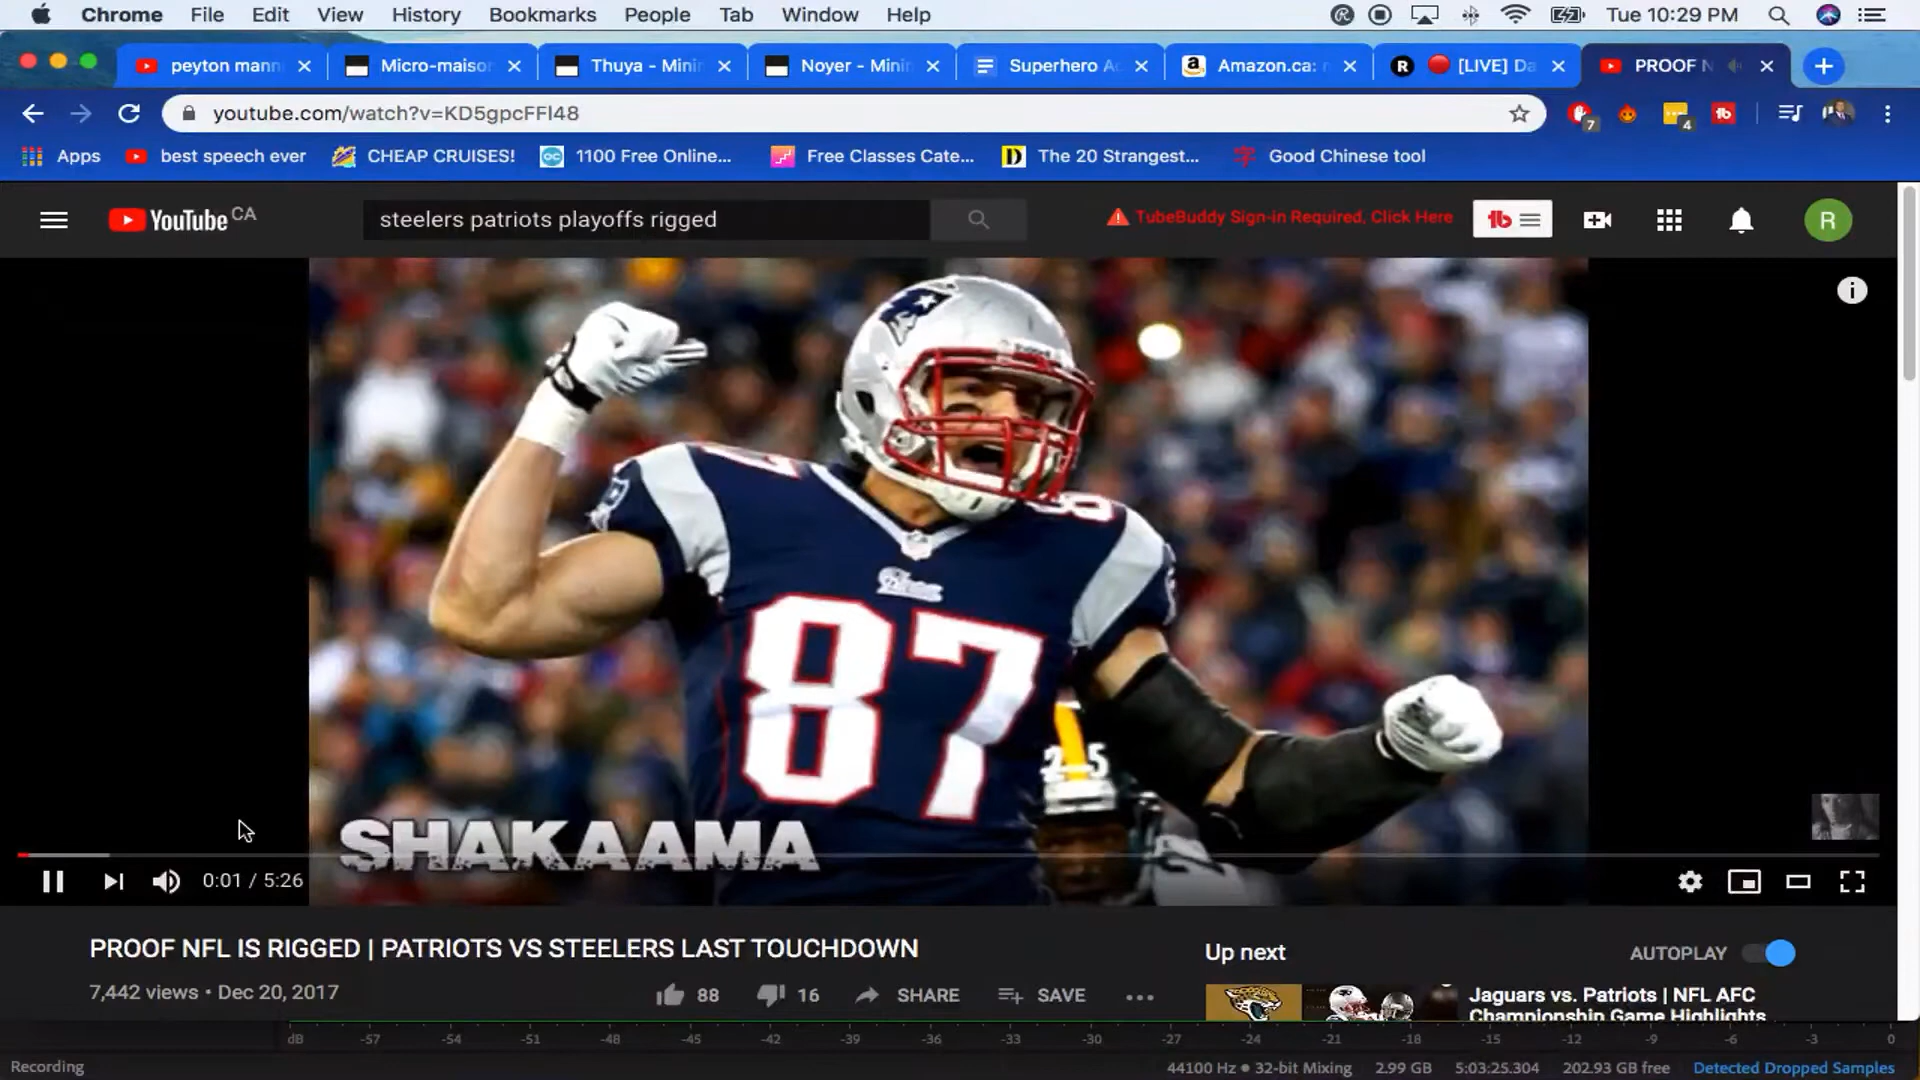 Chrome File Edit View History Bookmarks People Tab Window Help Tue 10:29 PM
peyton mann Micro-maiso Thuya - Mini Noyer - Mini Superhero A Amazon.ca: [LIVE] Da PROOF N
youtube.com/watch?v=KD5gpcFFl48 7 4
Apps best speech ever CHEAP CRUISES! 1100 Free Online... Free Classes Cate... The 20 Strangest... 字 Good Chinese tool
YouTube CA steelers patriots playoffs rigged TubeBuddy Sign-in Required, Click Here R
87
Patriots
87
25
SHAKAAMA
0:01 / 5:26
PROOF NFL IS RIGGED | PATRIOTS VS STEELERS LAST TOUCHDOWN
7,442 views • Dec 20, 2017 88 16 SHARE SAVE
Up next AUTOPLAY
Jaguars vs. Patriots | NFL AFC
Championship Game Highlights
dB -57 -54 -51 -48 -45 -42 -39 -36 -33 -30 -27 -24 -21 -18 -15 -12 -9 -6 -3 0
Recording 44100 Hz • 32-bit Mixing 2.99 GB 5:03:25.304 202.93 GB free Detected Dropped Samples